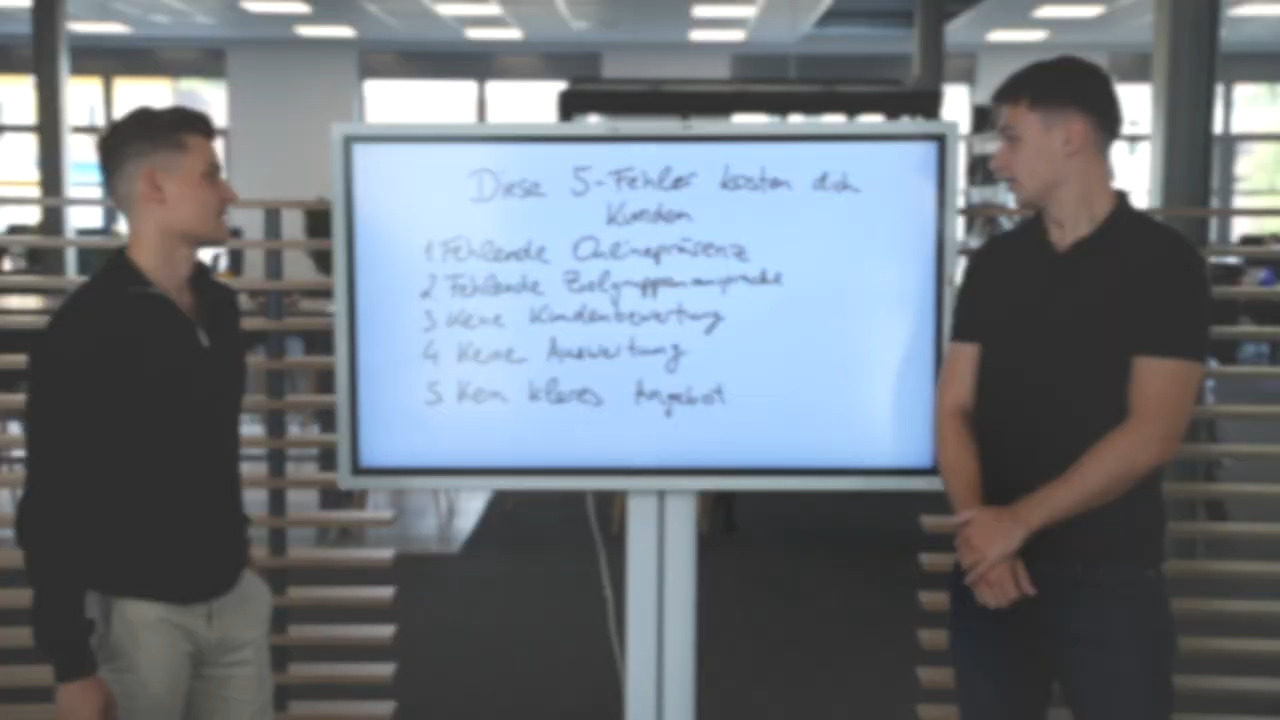 Diese 5-Fehler kosten dich
Kunden
1 Fehlende Onlinepräsenz
2 Fehlende Zielgruppenansprache
3 Keine Kundenbewertung
4 Keine Auswertung
5. Kein klares Angebot